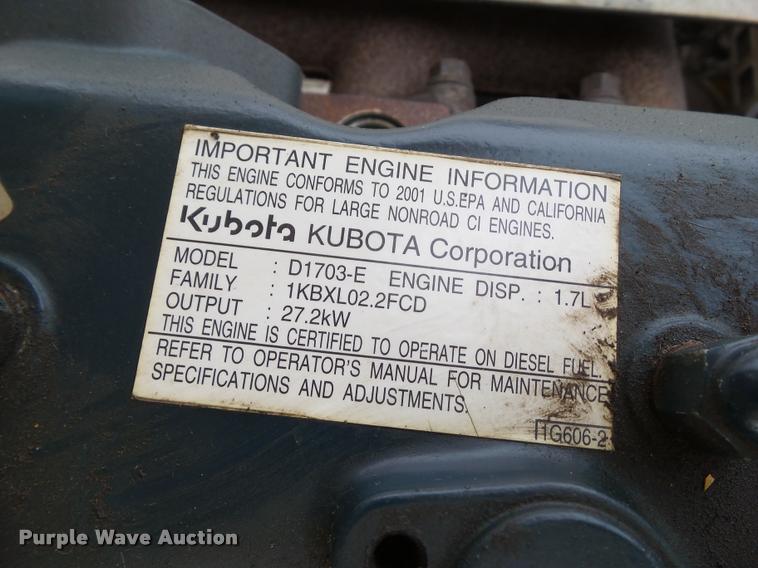 IMPORTANT ENGINE INFORMATION
THIS ENGINE CONFORMS TO 2001 U.S.EPA AND CALIFORNIA
REGULATIONS FOR LARGE NONROAD CI ENGINES.
Kubota KUBOTA Corporation
MODEL : D1703-E ENGINE DISP. : 1.7L
FAMILY : 1KBXL02.2FCD
OUTPUT : 27.2kW
THIS ENGINE IS CERTIFIED TO OPERATE ON DIESEL FUEL.
REFER TO OPERATOR'S MANUAL FOR MAINTENANCE
SPECIFICATIONS AND ADJUSTMENTS.
1G606-2
Purple Wave Auction